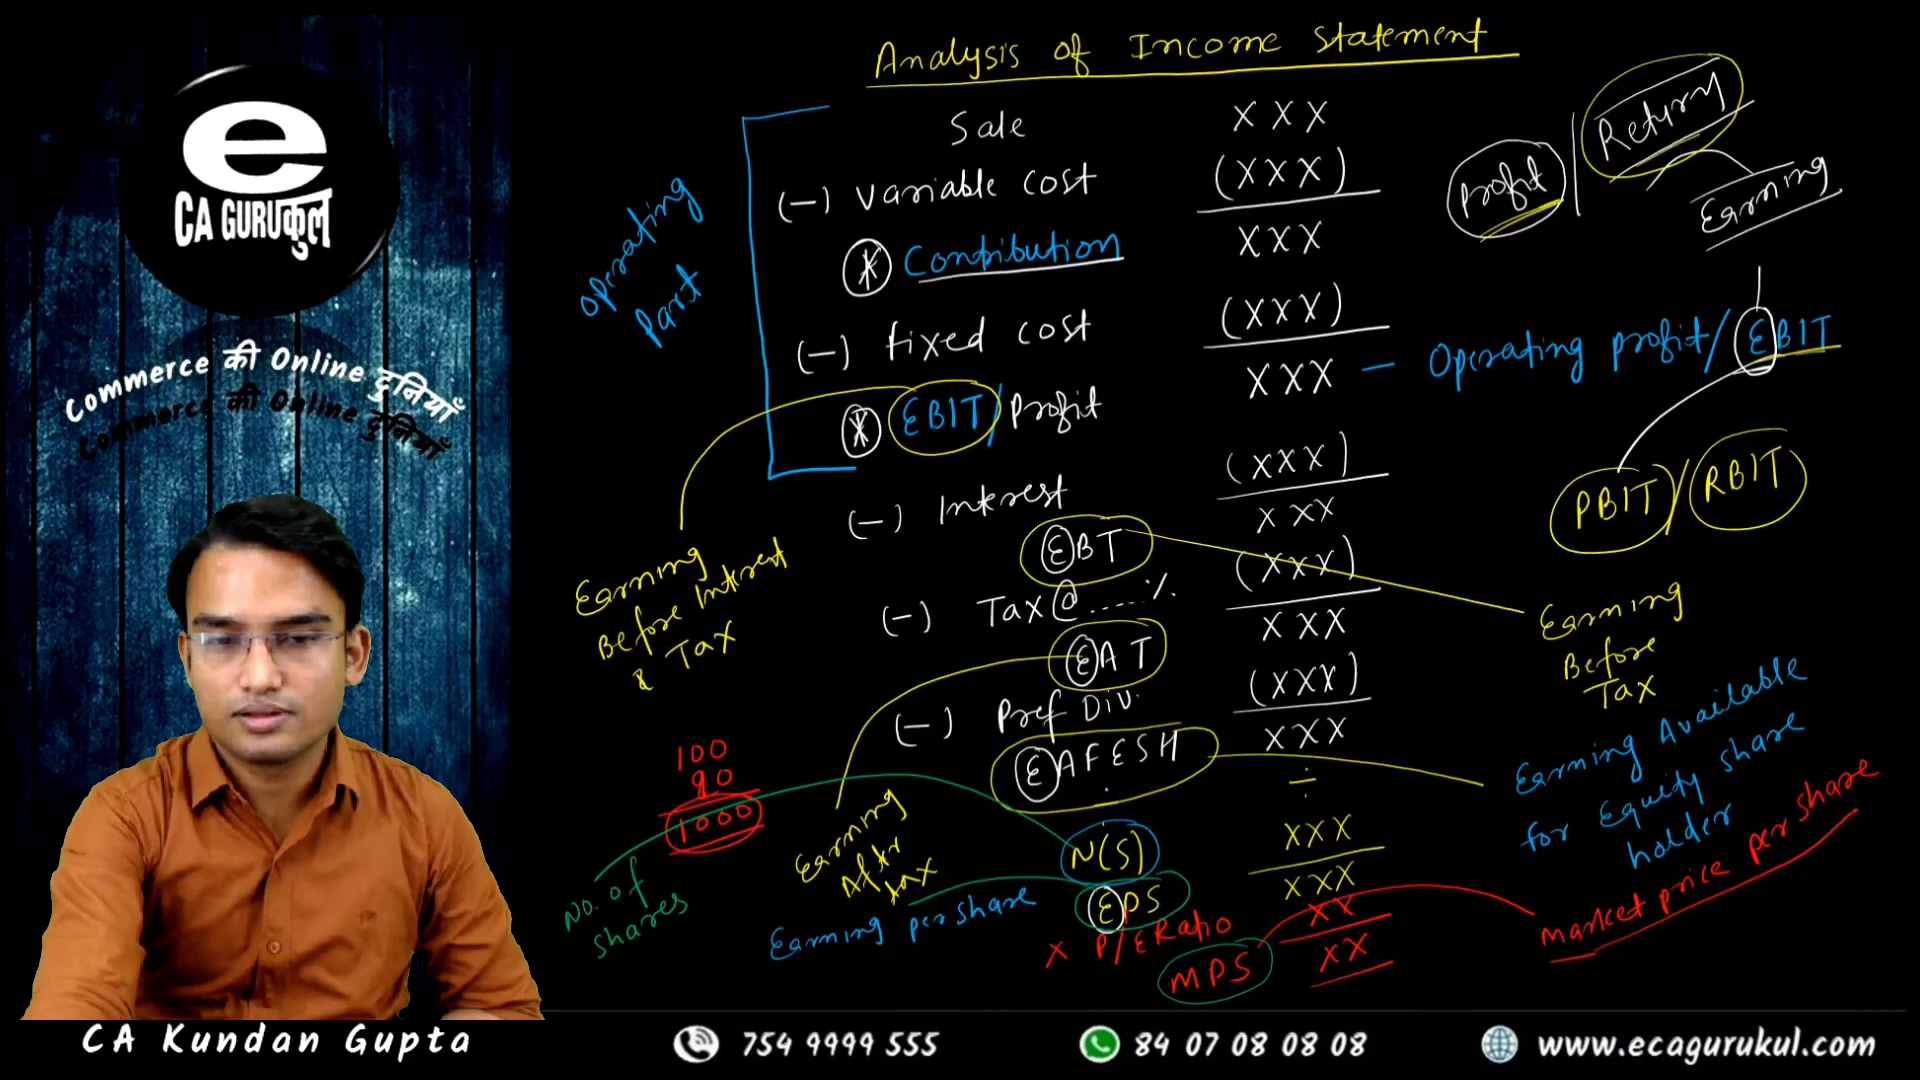 Analysis of Income Statement
Sale XXX
(-) Variable cost (XXX)
* Contribution XXX
(-) fixed cost (XXX)
XXX - Operating profit/EBIT
* EBIT/Profit
(-) Interest (XXX)
EBT XXX
(-) Tax @ .....% (XXX)
EAT XXX
(-) Pref Div. (XXX)
EAFESH XXX
÷ ÷
N(S) XXX
EPS XXX
X P/E Ratio XX
MPS XX
Operating
Part
Profit
Return
Earning
PBIT/RBIT
Earning
Before Interest
& Tax
Earning
Before
Tax
100
90
1000
Earning
After
tax
Earning Available
for Equity share
holder
No. of
shares
Earning per share
Market price per share
e
CA GURUकुल
Commerce की Online दुनियाँ
Commerce की Online दुनियाँ
CA Kundan Gupta
754 9999 555
84 07 08 08 08
www.ecagurukul.com